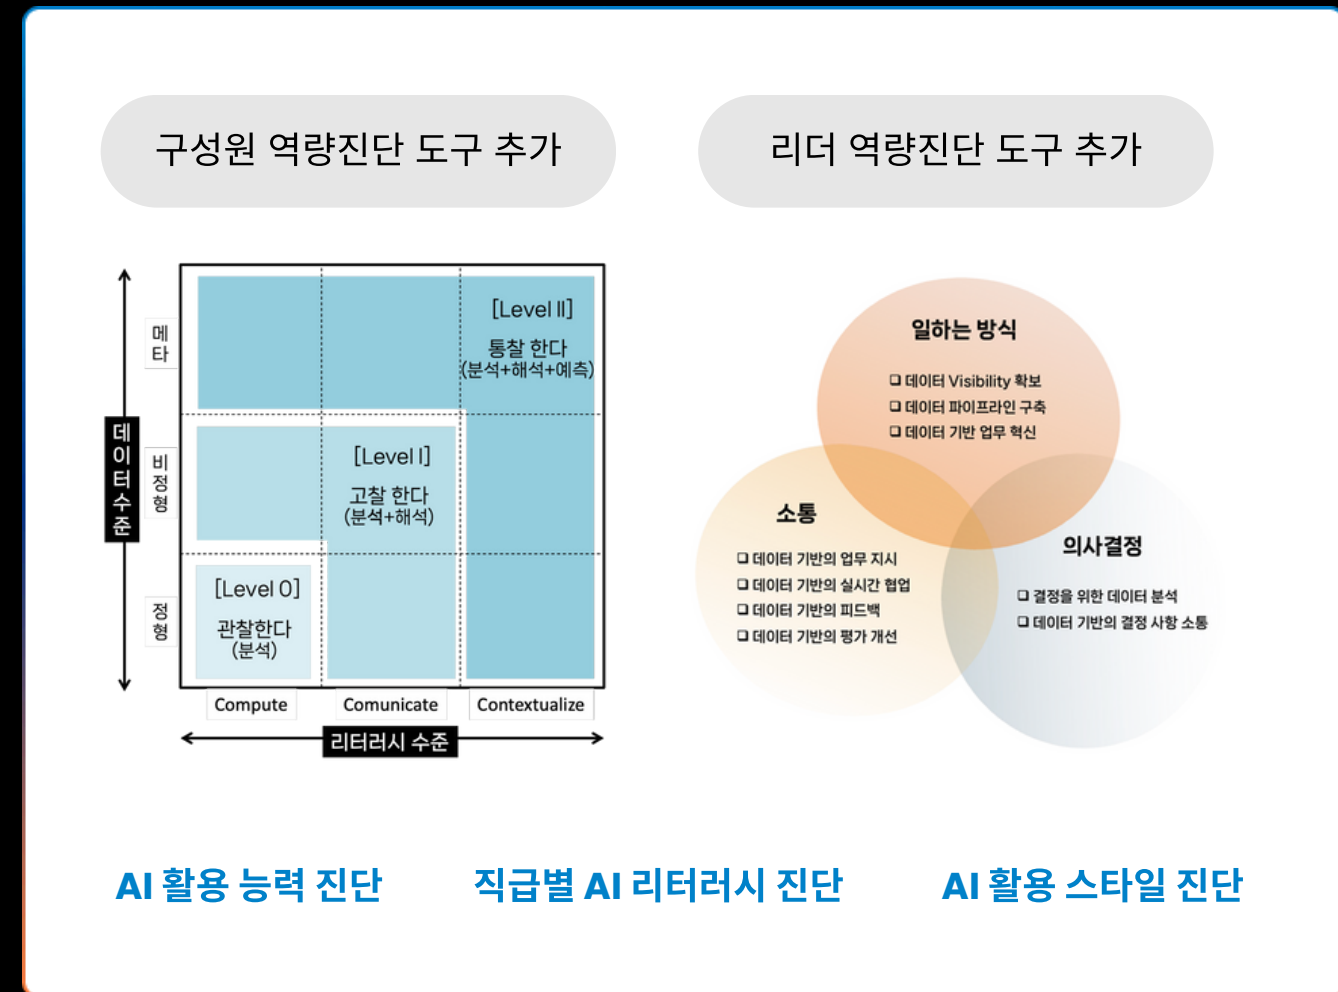 구성원 역량진단 도구 추가
리더 역량진단 도구 추가
데이터수준
메타
비정형
정형
[Level II]
통찰 한다
(분석+해석+예측)
[Level I]
고찰 한다
(분석+해석)
[Level 0]
관찰한다
(분석)
Compute
Comunicate
Contextualize
리터러시 수준
일하는 방식
❑ 데이터 Visibility 확보
❑ 데이터 파이프라인 구축
❑ 데이터 기반 업무 혁신
소통
❑ 데이터 기반의 업무 지시
❑ 데이터 기반의 실시간 협업
❑ 데이터 기반의 피드백
❑ 데이터 기반의 평가 개선
의사결정
❑ 결정을 위한 데이터 분석
❑ 데이터 기반의 결정 사항 소통
AI 활용 능력 진단
직급별 AI 리터러시 진단
AI 활용 스타일 진단